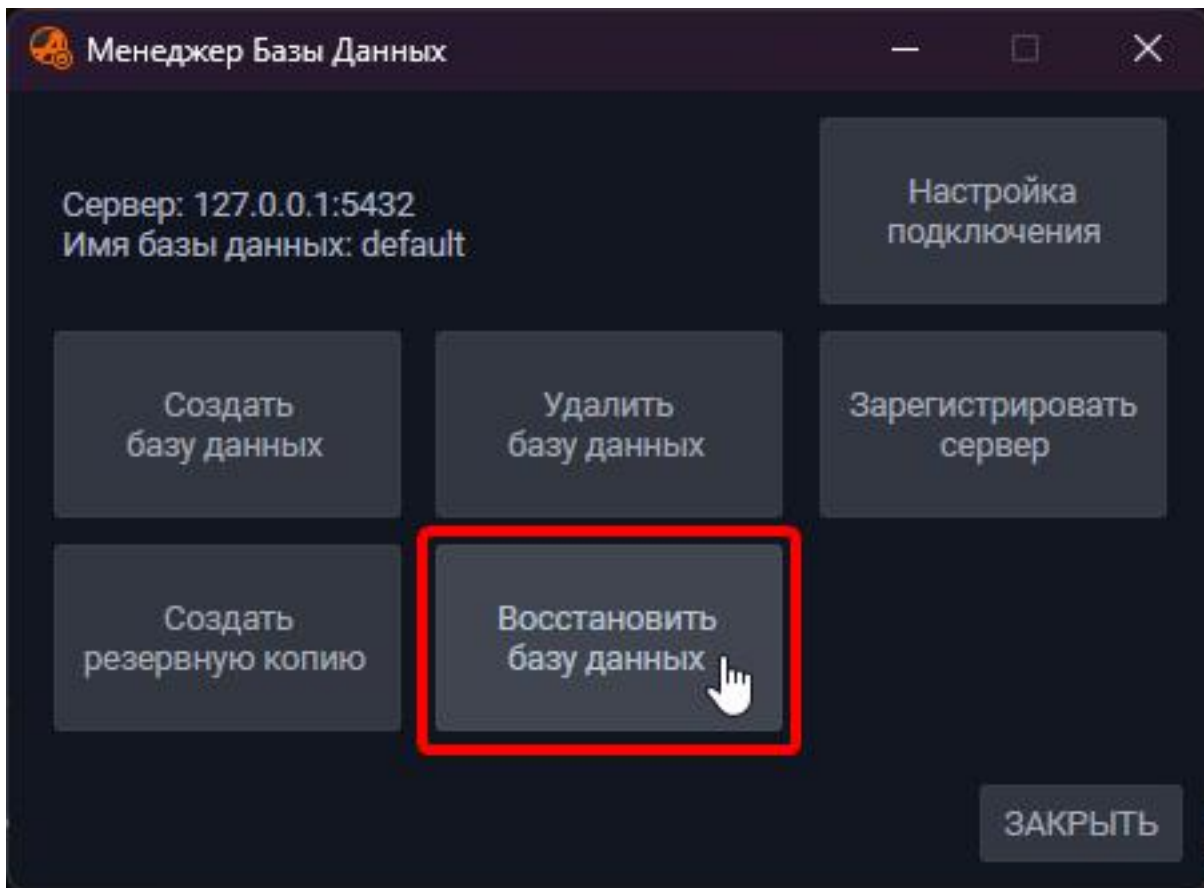 Менеджер Базы Данных
Сервер: 127.0.0.1:5432
Имя базы данных: default
Настройка
подключения
Создать
базу данных
Удалить
базу данных
Зарегистрировать
сервер
Создать
резервную копию
Восстановить
базу данных
ЗАКРЫТЬ